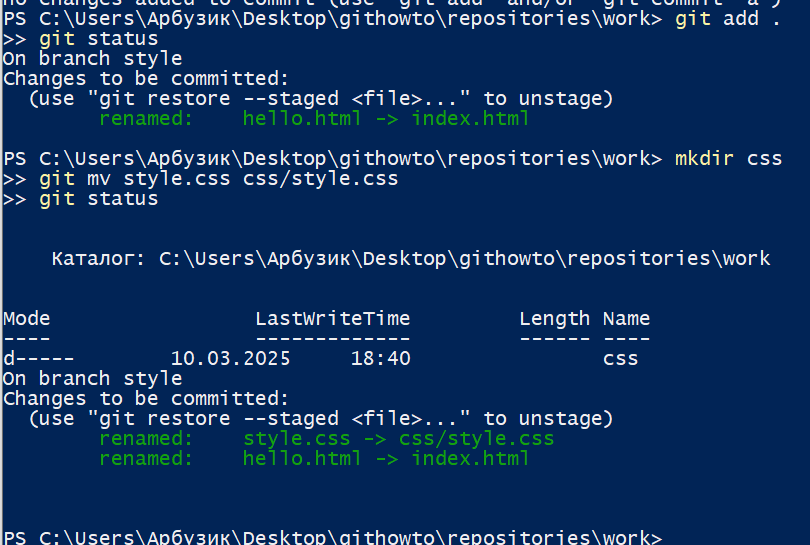 no changes added to commit (use "git add" and/or "git commit -a")
PS C:\Users\Арбузик\Desktop\githowto\repositories\work> git add .
>> git status
On branch style
Changes to be committed:
  (use "git restore --staged <file>..." to unstage)
        renamed:    hello.html -> index.html
PS C:\Users\Арбузик\Desktop\githowto\repositories\work> mkdir css
>> git mv style.css css/style.css
>> git status
    Каталог: C:\Users\Арбузик\Desktop\githowto\repositories\work
Mode                 LastWriteTime         Length Name
----                 -------------         ------ ----
d-----        10.03.2025     18:40                css
On branch style
Changes to be committed:
  (use "git restore --staged <file>..." to unstage)
        renamed:    style.css -> css/style.css
        renamed:    hello.html -> index.html
PS C:\Users\Арбузик\Desktop\githowto\repositories\work>